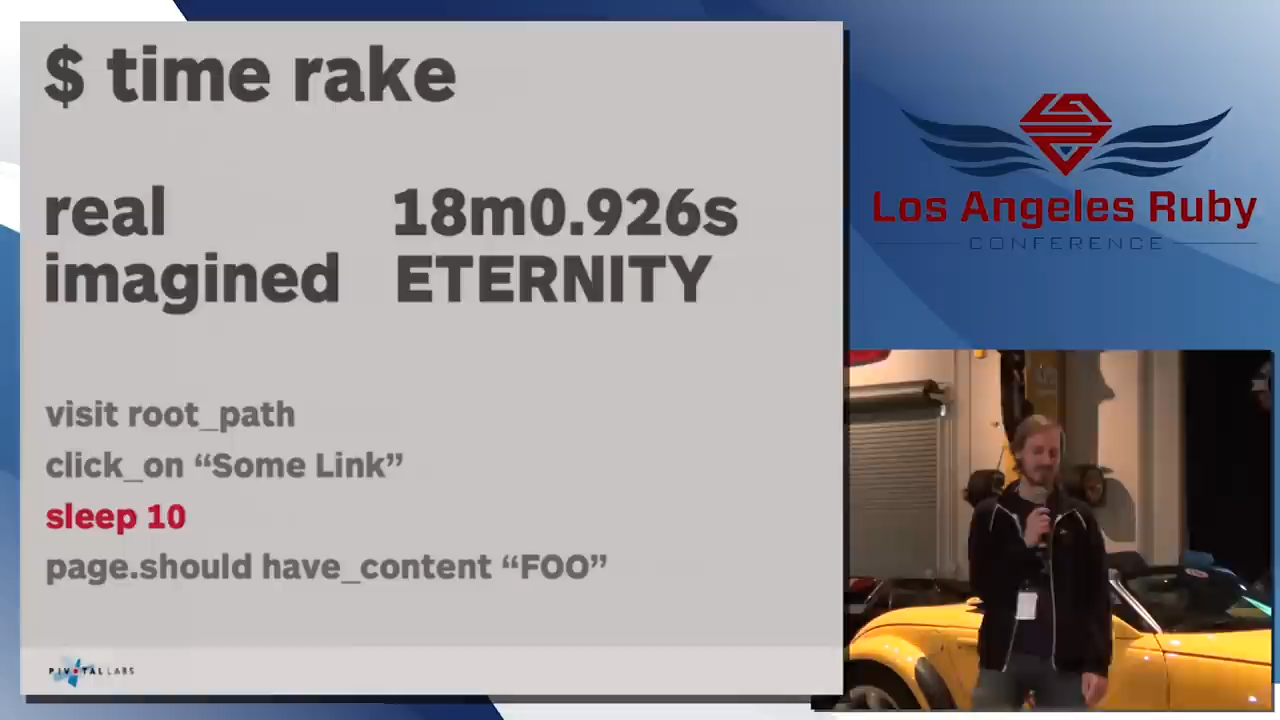 $ time rake
real 18m0.926s
imagined ETERNITY
visit root_path
click_on “Some Link”
sleep 10
page.should have_content “FOO”
PIVOTAL LABS
Los Angeles Ruby
CONFERENCE